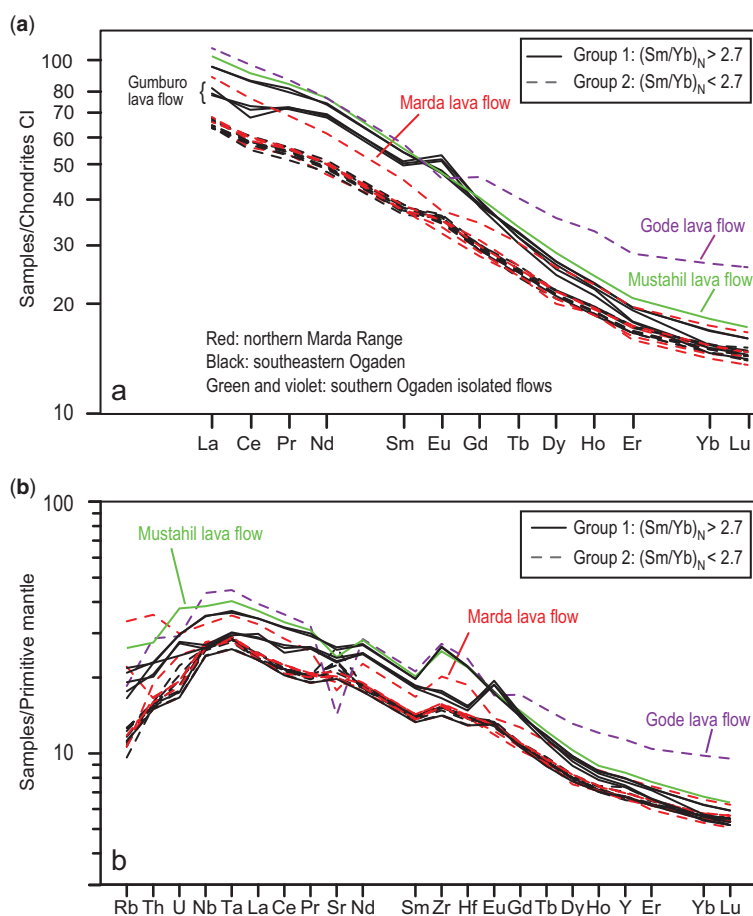 (a)
100
80
70
60
50
40
30
20
10
Samples/Chondrites CI
Group 1: (Sm/Yb)N > 2.7
Group 2: (Sm/Yb)N < 2.7
Gumburo
lava flow
Marda lava flow
Gode lava flow
Mustahil lava flow
Red: northern Marda Range
Black: southeastern Ogaden
Green and violet: southern Ogaden isolated flows
a
La Ce Pr Nd Sm Eu Gd Tb Dy Ho Er Yb Lu
(b)
100
10
Samples/Primitive mantle
Group 1: (Sm/Yb)N > 2.7
Group 2: (Sm/Yb)N < 2.7
Mustahil lava flow
Marda lava flow
Gode lava flow
b
Rb Th U Nb Ta La Ce Pr Sr Nd Sm Zr Hf Eu Gd Tb Dy Ho Y Er Yb Lu